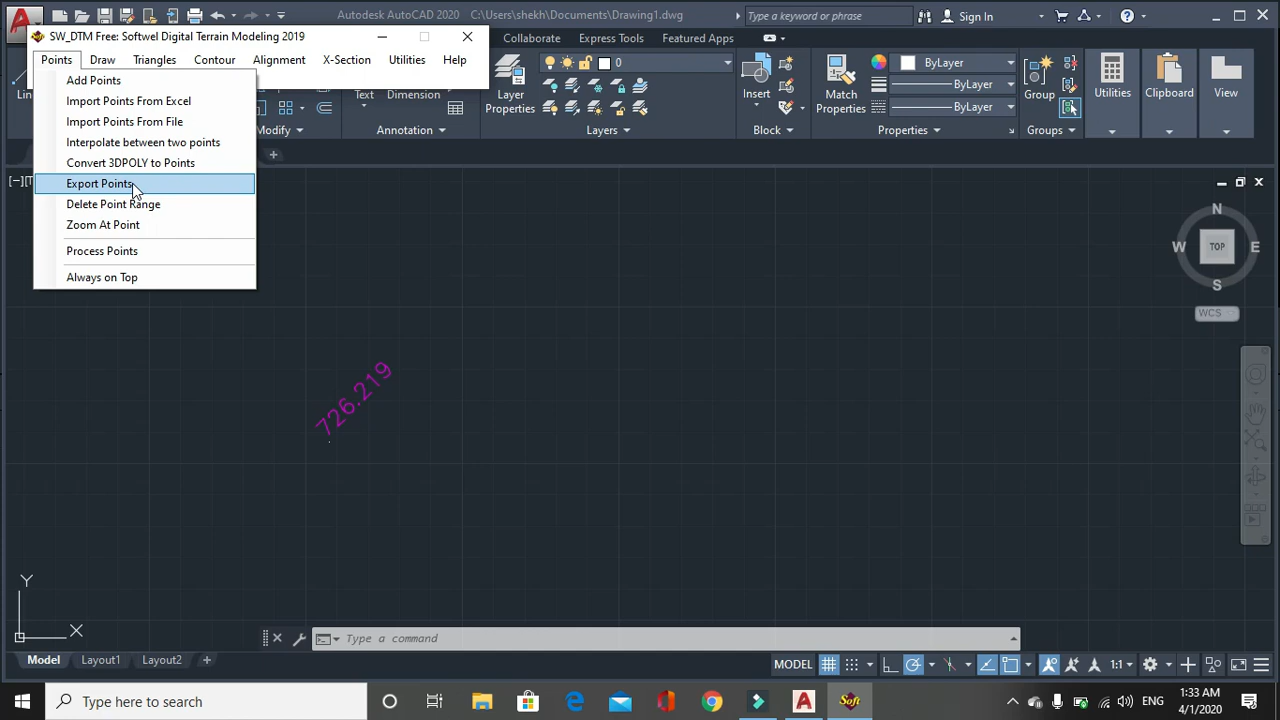 Autodesk AutoCAD 2020 C:\Users\shekh\Documents\Drawing1.dwg
Type a keyword or phrase
Sign In
SW_DTM Free: Softwel Digital Terrain Modeling 2019
Points Draw Triangles Contour Alignment X-Section Utilities Help
Add Points
Import Points From Excel
Import Points From File
Interpolate between two points
Convert 3DPOLY to Points
Export Points
Delete Point Range
Zoom At Point
Process Points
Always on Top
Collaborate Express Tools Featured Apps
Lin
Text
Dimension
Layer
Properties
0
Insert
Match
Properties
ByLayer
ByLayer
ByLayer
Group
Utilities
Clipboard
View
Modify
Annotation
Layers
Block
Properties
Groups
[−][T
N
W TOP E
S
WCS
726.219
Y
X
Type a command
Model Layout1 Layout2
MODEL
1:1
Type here to search
Soft
ENG
1:33 AM
4/1/2020